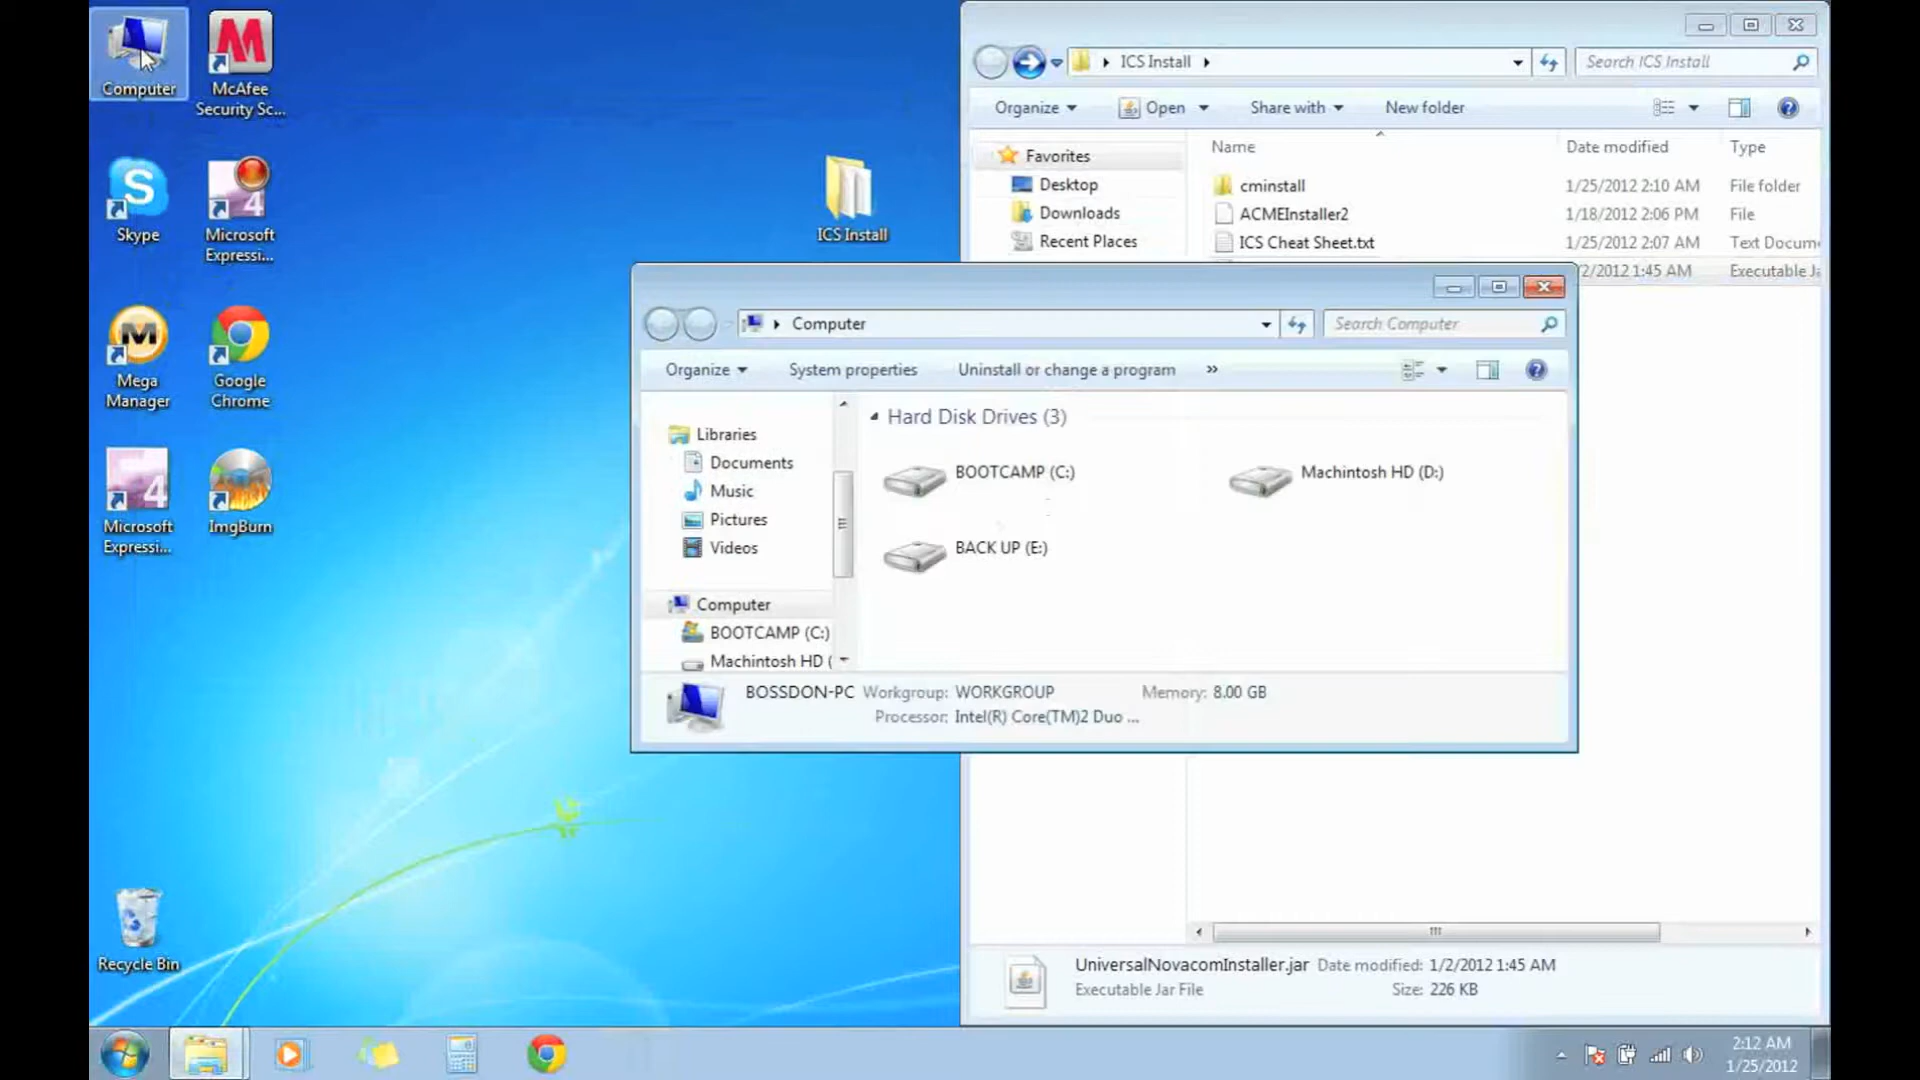 Computer
McAfee
Security Sc...
Skype
4
Microsoft
Expressi...
Mega
Manager
Google
Chrome
4
Microsoft
Expressi...
ImgBurn
Recycle Bin
ICS Install
ICS Install
Search ICS Install
Organize
Open
Share with
New folder
Favorites
Desktop
Downloads
Recent Places
Name
Date modified
Type
cminstall
1/25/2012 2:10 AM
File folder
ACMEInstaller2
1/18/2012 2:06 PM
File
ICS Cheat Sheet.txt
1/25/2012 2:07 AM
Text Docum
/2/2012 1:45 AM
Executable Ja
Computer
Search Computer
Organize
System properties
Uninstall or change a program
»
Libraries
Documents
Music
Pictures
Videos
Computer
BOOTCAMP (C:)
Machintosh HD (
Hard Disk Drives (3)
BOOTCAMP (C:)
Machintosh HD (D:)
BACK UP (E:)
BOSSDON-PC
Workgroup: WORKGROUP
Memory: 8.00 GB
Processor: Intel(R) Core(TM)2 Duo ...
UniversalNovacomInstaller.jar
Date modified: 1/2/2012 1:45 AM
Executable Jar File
Size: 226 KB
2:12 AM
1/25/2012